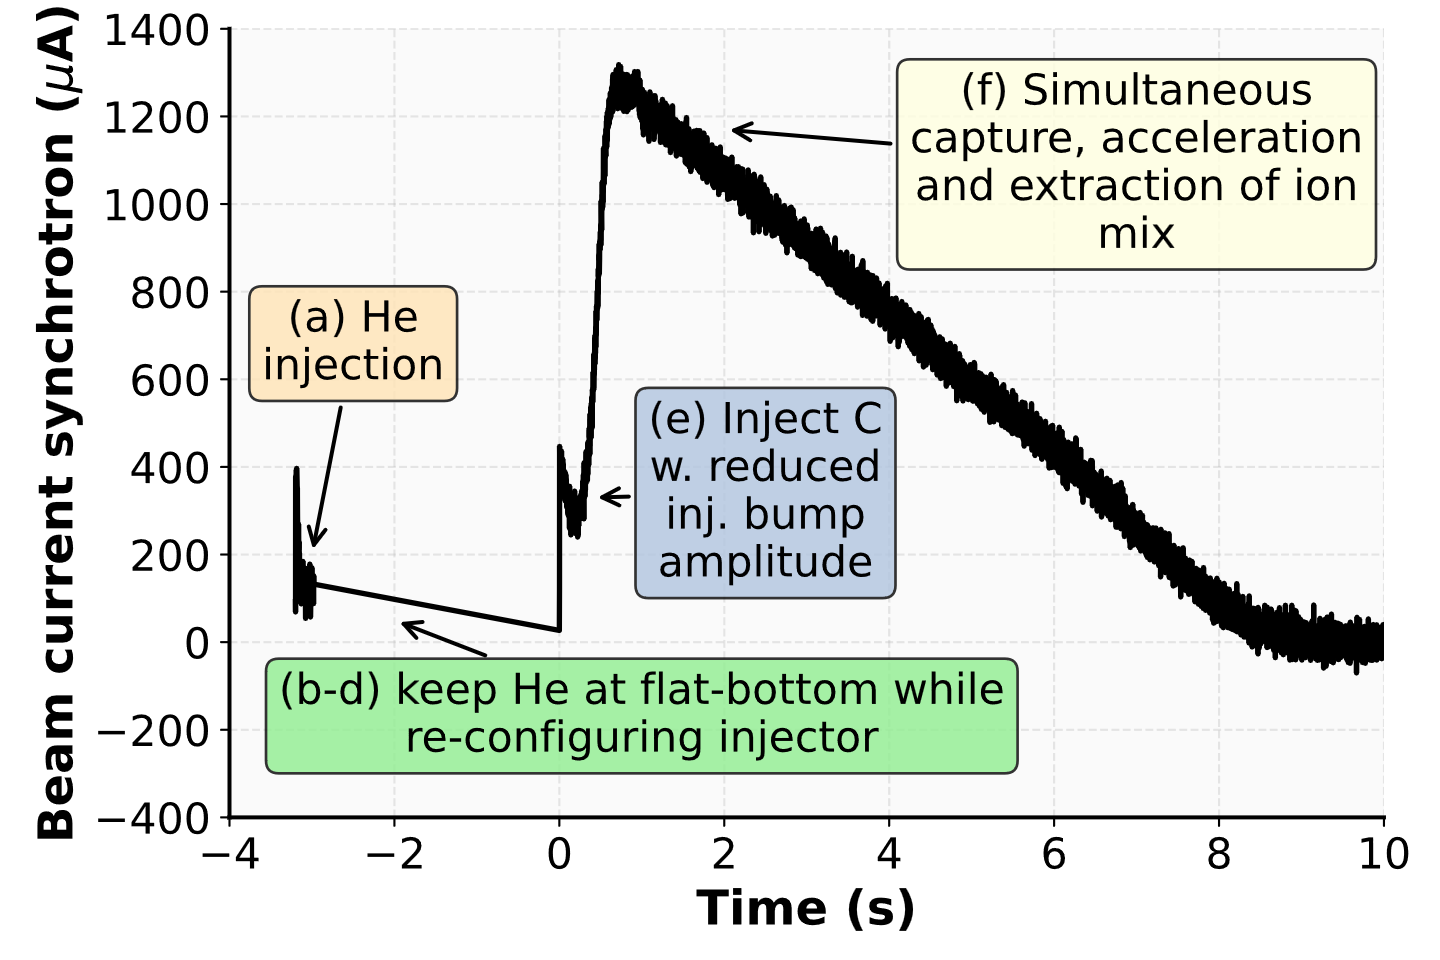 Beam current synchrotron (μA)
1400
1200
1000
800
600
400
200
0
−200
−400
(f) Simultaneous
capture, acceleration
and extraction of ion
mix
(a) He
injection
(e) Inject C
w. reduced
inj. bump
amplitude
(b-d) keep He at flat-bottom while
re-configuring injector
−4 −2 0 2 4 6 8 10
Time (s)